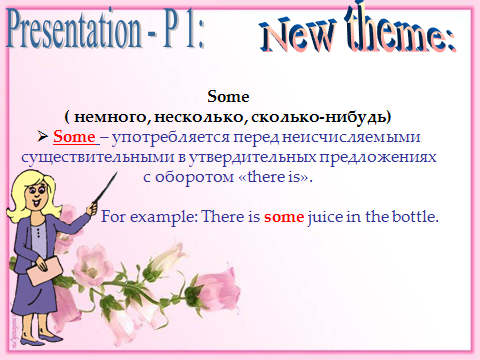 Presentation - P 1:
New theme:
Some
( немного, несколько, сколько-нибудь)
➢ Some – употребляется перед неисчисляемыми
существительными в утвердительных предложениях
с оборотом «there is».
For example: There is some juice in the bottle.